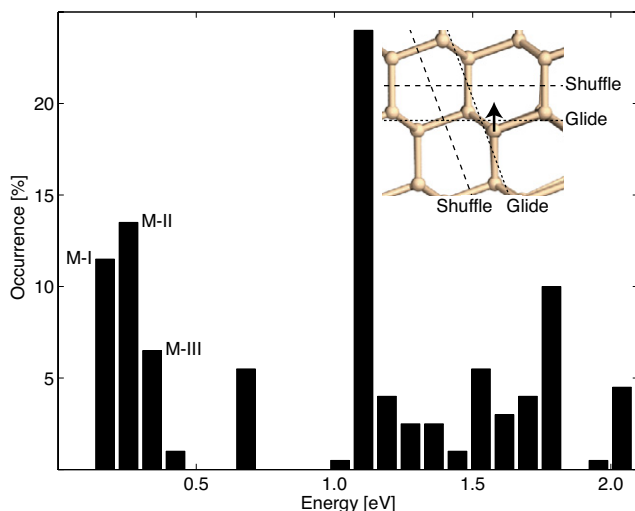 Occurrence [%]
20
15
10
5
M-I
M-II
M-III
Shuffle
Glide
Shuffle Glide
0.5 1.0 1.5 2.0
Energy [eV]